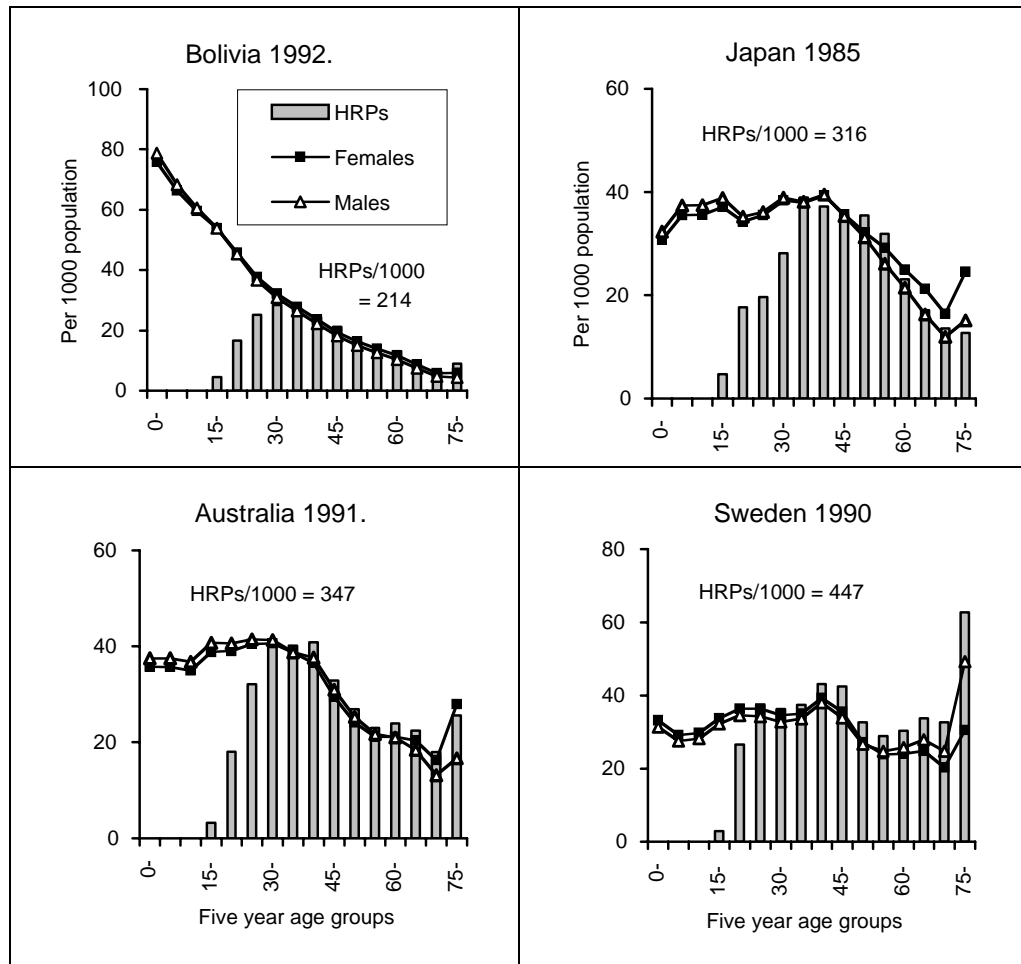 Bolivia 1992.
100
80
60
40
20
0
Per 1000 population
HRPs
Females
Males
HRPs/1000
= 214
0-
15-
30-
45-
60-
75-
Japan 1985
60
40
20
0
Per 1000 population
HRPs/1000 = 316
0-
15-
30-
45-
60-
75-
Australia 1991.
60
40
20
0
HRPs/1000 = 347
0-
15-
30-
45-
60-
75-
Five year age groups
Sweden 1990
80
60
40
20
0
HRPs/1000 = 447
0-
15-
30-
45-
60-
75-
Five year age groups